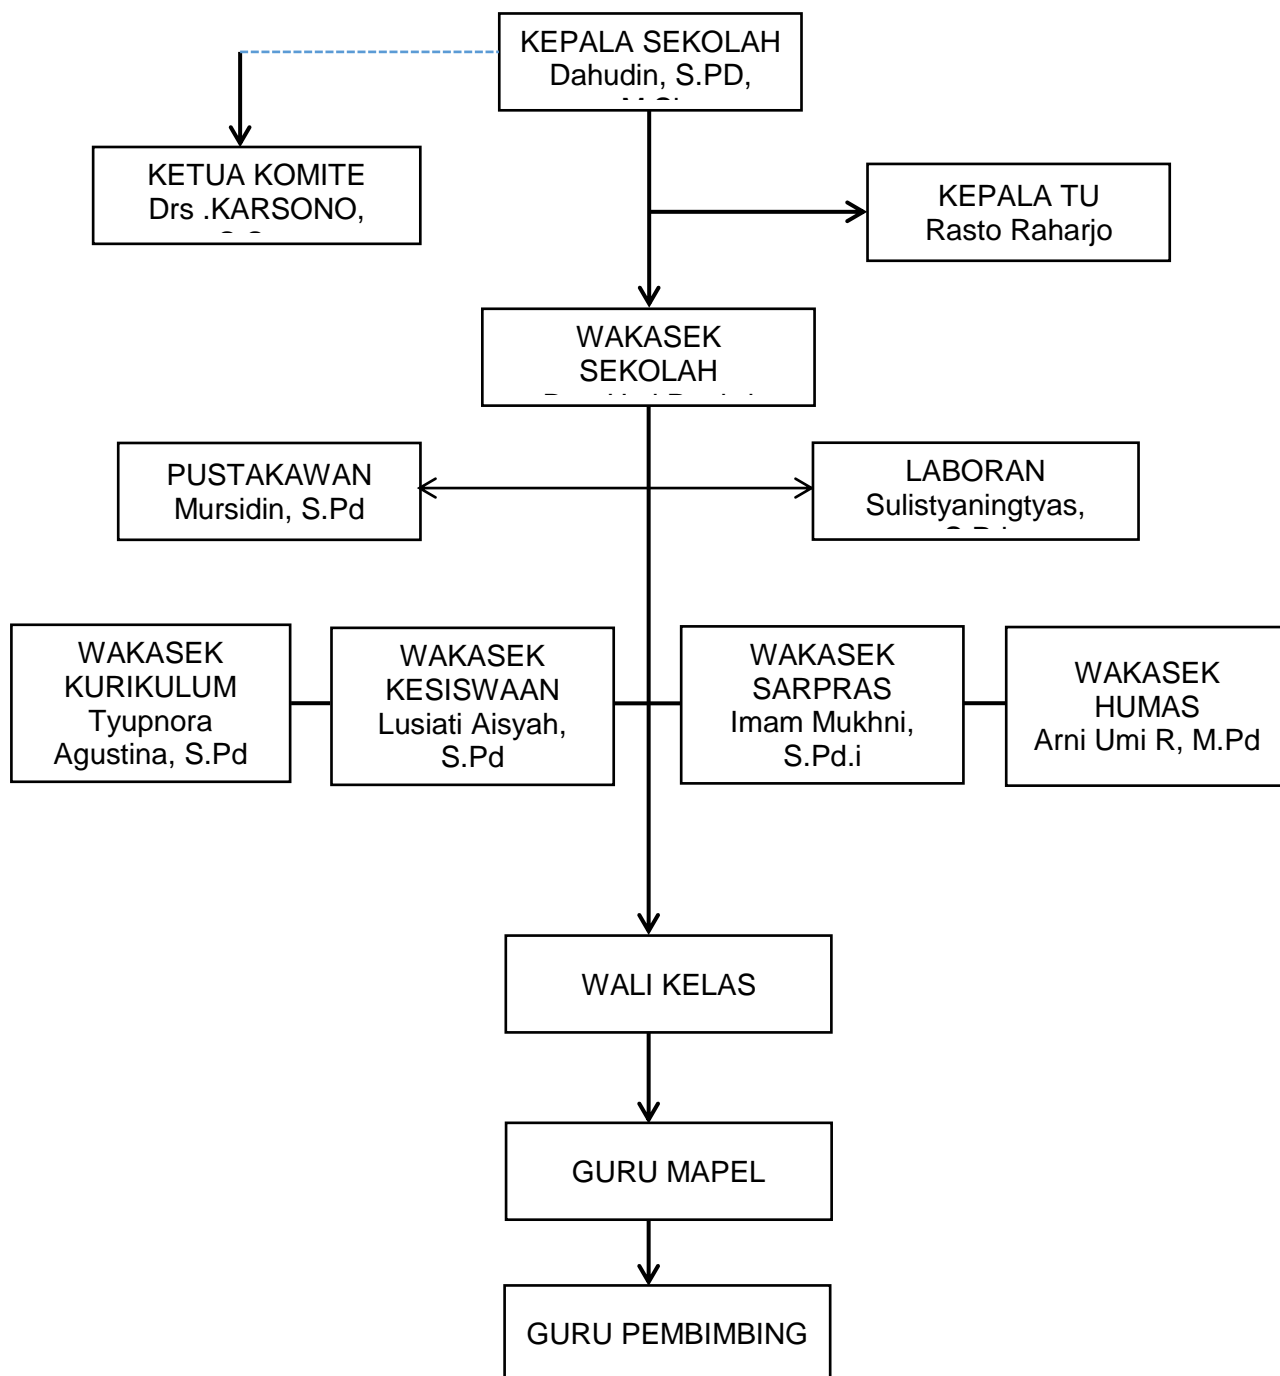 KEPALA SEKOLAH
Dahudin, S.PD,
KETUA KOMITE
Drs .KARSONO,
KEPALA TU
Rasto Raharjo
WAKASEK
SEKOLAH
PUSTAKAWAN
Mursidin, S.Pd
LABORAN
Sulistyaningtyas,
WAKASEK
KURIKULUM
Tyupnora
Agustina, S.Pd
WAKASEK
KESISWAAN
Lusiati Aisyah,
S.Pd
WAKASEK
SARPRAS
Imam Mukhni,
S.Pd.i
WAKASEK
HUMAS
Arni Umi R, M.Pd
WALI KELAS
GURU MAPEL
GURU PEMBIMBING